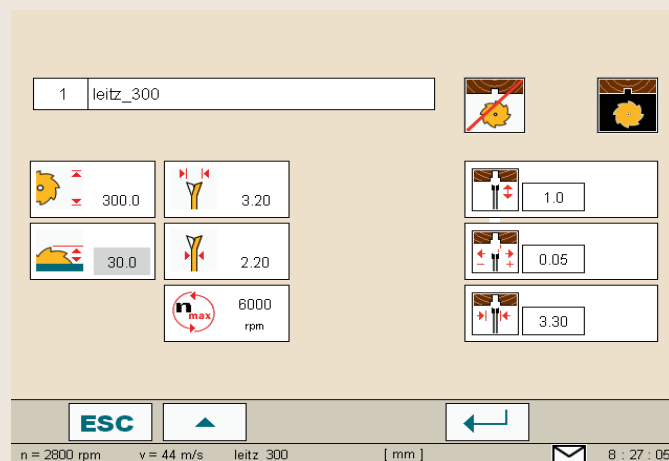 1 leitz_300
300.0 3.20 1.0
30.0 2.20 0.05
n max 6000 rpm 3.30
ESC
n = 2800 rpm v = 44 m/s leitz_300 [ mm ] 8 : 27 : 05